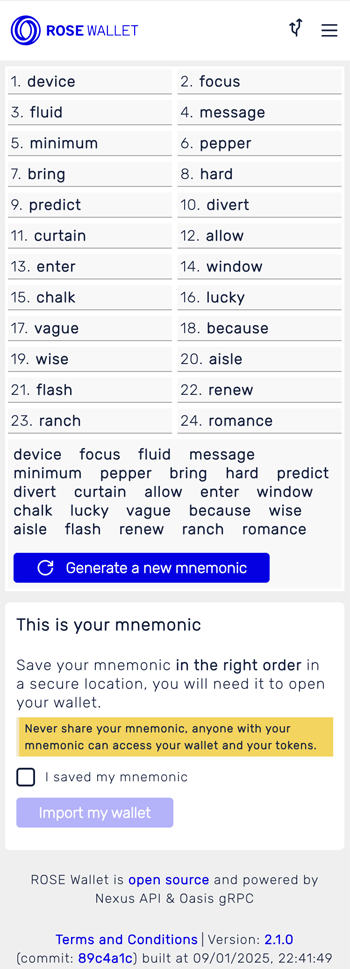 ROSE WALLET
1. device 2. focus
3. fluid 4. message
5. minimum 6. pepper
7. bring 8. hard
9. predict 10. divert
11. curtain 12. allow
13. enter 14. window
15. chalk 16. lucky
17. vague 18. because
19. wise 20. aisle
21. flash 22. renew
23. ranch 24. romance
device focus fluid message
minimum pepper bring hard predict
divert curtain allow enter window
chalk lucky vague because wise
aisle flash renew ranch romance
Generate a new mnemonic
This is your mnemonic
Save your mnemonic in the right order in
a secure location, you will need it to open
your wallet.
Never share your mnemonic, anyone with your
mnemonic can access your wallet and your tokens.
I saved my mnemonic
Import my wallet
ROSE Wallet is open source and powered by
Nexus API & Oasis gRPC
Terms and Conditions | Version: 2.1.0
(commit: 89c4a1c) built at 09/01/2025, 22:41:49